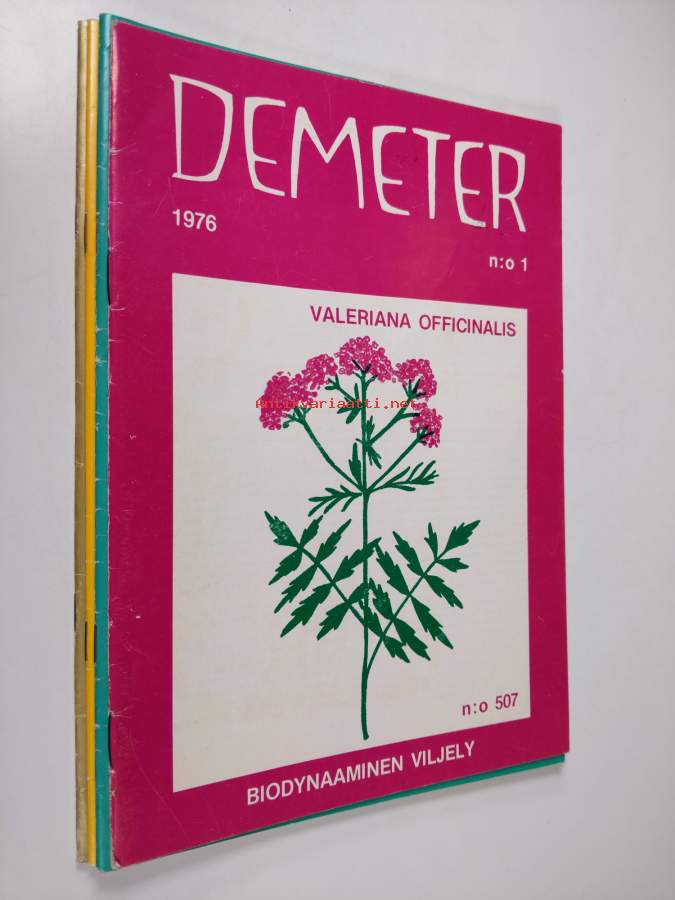 DEMETER
1976
n:o 1
VALERIANA OFFICINALIS
Antikvariaatti.net
n:o 507
BIODYNAAMINEN VILJELY